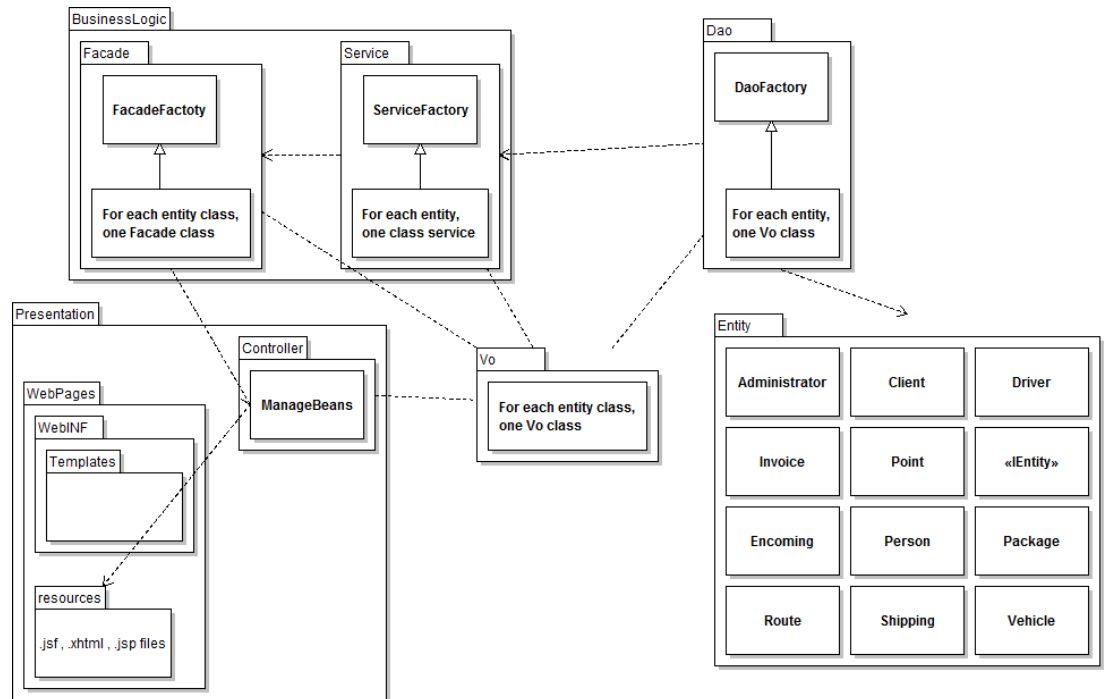 BusinessLogic
Facade
FacadeFactoty
For each entity class,
one Facade class
Service
ServiceFactory
For each entity,
one class service
Dao
DaoFactory
For each entity,
one Vo class
Presentation
Controller
ManageBeans
WebPages
WebINF
Templates
resources
.jsf , .xhtml , .jsp files
Vo
For each entity class,
one Vo class
Entity
Administrator
Client
Driver
Invoice
Point
«IEntity»
Encoming
Person
Package
Route
Shipping
Vehicle